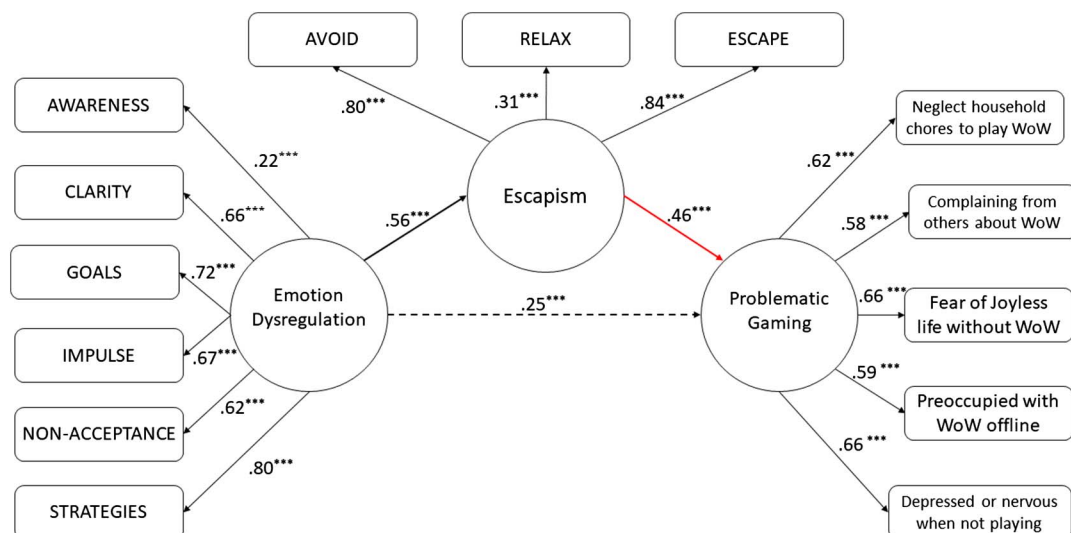 AVOID
RELAX
ESCAPE
.80***
.31***
.84***
AWARENESS
.22***
CLARITY
.66***
GOALS
.72***
IMPULSE
.67***
NON-ACCEPTANCE
.62***
STRATEGIES
.80***
Emotion
Dysregulation
.56***
Escapism
.46***
.25***
Problematic
Gaming
.62 ***
Neglect household
chores to play WoW
.58 ***
Complaining from
others about WoW
.66 ***
Fear of Joyless
life without WoW
.59 ***
Preoccupied with
WoW offline
.66 ***
Depressed or nervous
when not playing